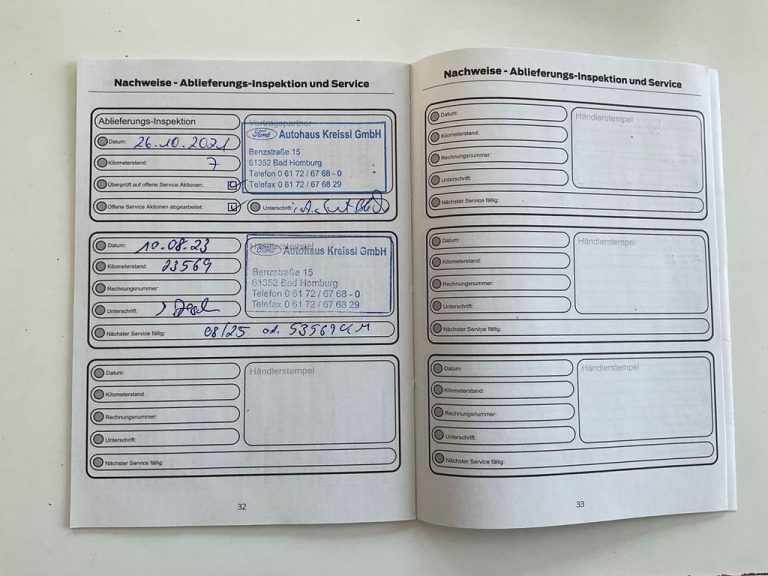 Nachweise - Ablieferungs-Inspektion und Service
Ablieferungs-Inspektion
Vertragspartner
Datum: 26.10.2021
Kilometerstand: 7
Überprüft auf offene Service Aktionen:
Offene Service Aktionen abgearbeitet:
Ford Autohaus Kreissl GmbH
Benzstraße 15
61352 Bad Homburg
Telefon 0 61 72 / 67 68 - 0
Telefax 0 61 72 / 67 68 29
Unterschrift:
Datum: 10.08.23
Kilometerstand: 23569
Rechnungsnummer:
Unterschrift:
Händlerstempel
Ford Autohaus Kreissl GmbH
Benzstraße 15
61352 Bad Homburg
Telefon 0 61 72 / 67 68 - 0
Telefax 0 61 72 / 67 68 29
Nächster Service fällig: 08/25 od. 53569 KM
Datum:
Kilometerstand:
Rechnungsnummer:
Unterschrift:
Händlerstempel
Nächster Service fällig:
32
Nachweise - Ablieferungs-Inspektion und Service
Datum:
Kilometerstand:
Rechnungsnummer:
Unterschrift:
Händlerstempel
Nächster Service fällig:
Datum:
Kilometerstand:
Rechnungsnummer:
Unterschrift:
Händlerstempel
Nächster Service fällig:
Datum:
Kilometerstand:
Rechnungsnummer:
Unterschrift:
Händlerstempel
Nächster Service fällig:
33